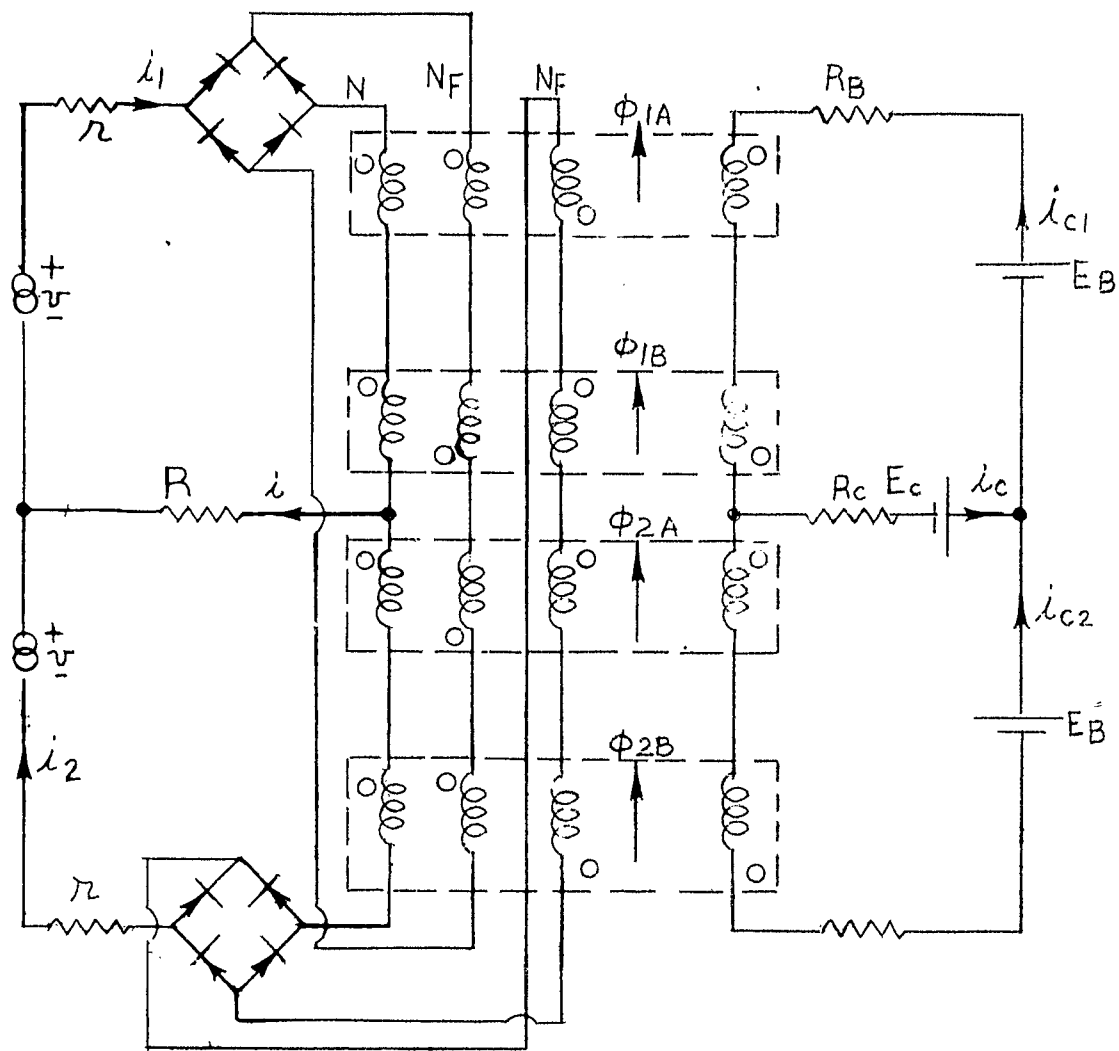 i1 N NF NF Φ1A RB
r
+
v
-
ic1
EB
Φ1B
R i Rc Ec ic
Φ2A
+
v
-
ic2
EB
Φ2B
i2
r